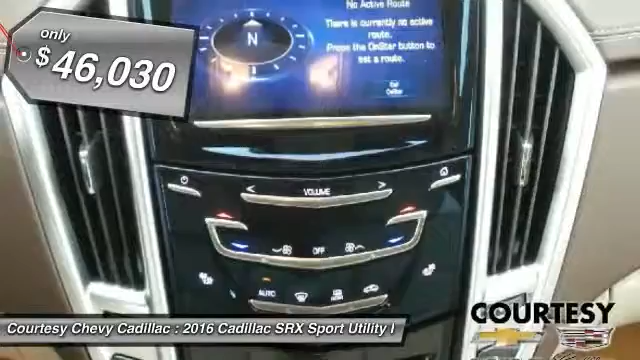 No Active Route
There is currently no active
route.
Press the OnStar button to
set a route.
N
only
$46,030
VOLUME
OFF
AUTO
COURTESY
Courtesy Chevy Cadillac : 2016 Cadillac SRX Sport Utility I